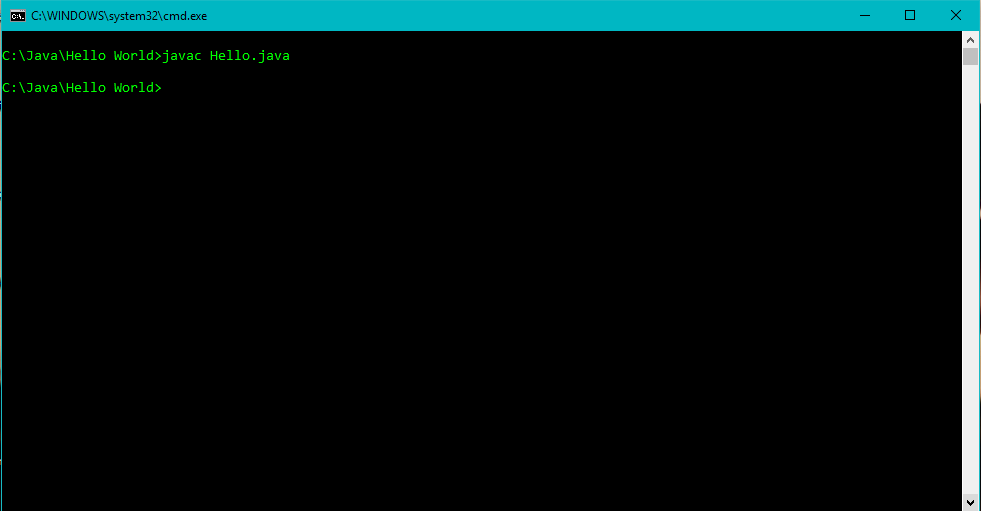 C:\WINDOWS\system32\cmd.exe
C:\Java\Hello World>javac Hello.java
C:\Java\Hello World>